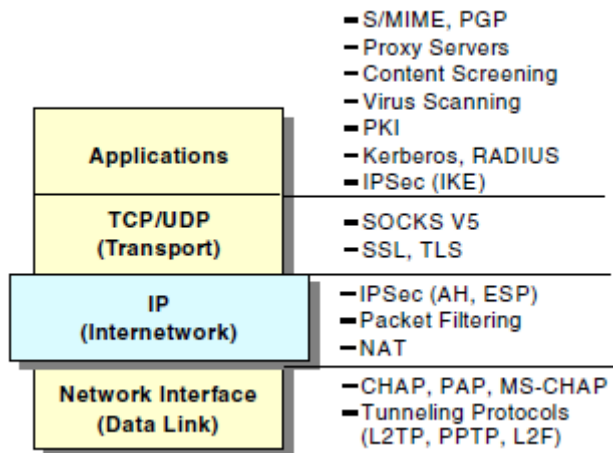 S/MIME, PGP
Proxy Servers
Content Screening
Virus Scanning
PKI
Kerberos, RADIUS
IPSec (IKE)
Applications
TCP/UDP
(Transport)
SOCKS V5
SSL, TLS
IP
(Internetwork)
IPSec (AH, ESP)
Packet Filtering
NAT
Network Interface
(Data Link)
CHAP, PAP, MS-CHAP
Tunneling Protocols
(L2TP, PPTP, L2F)